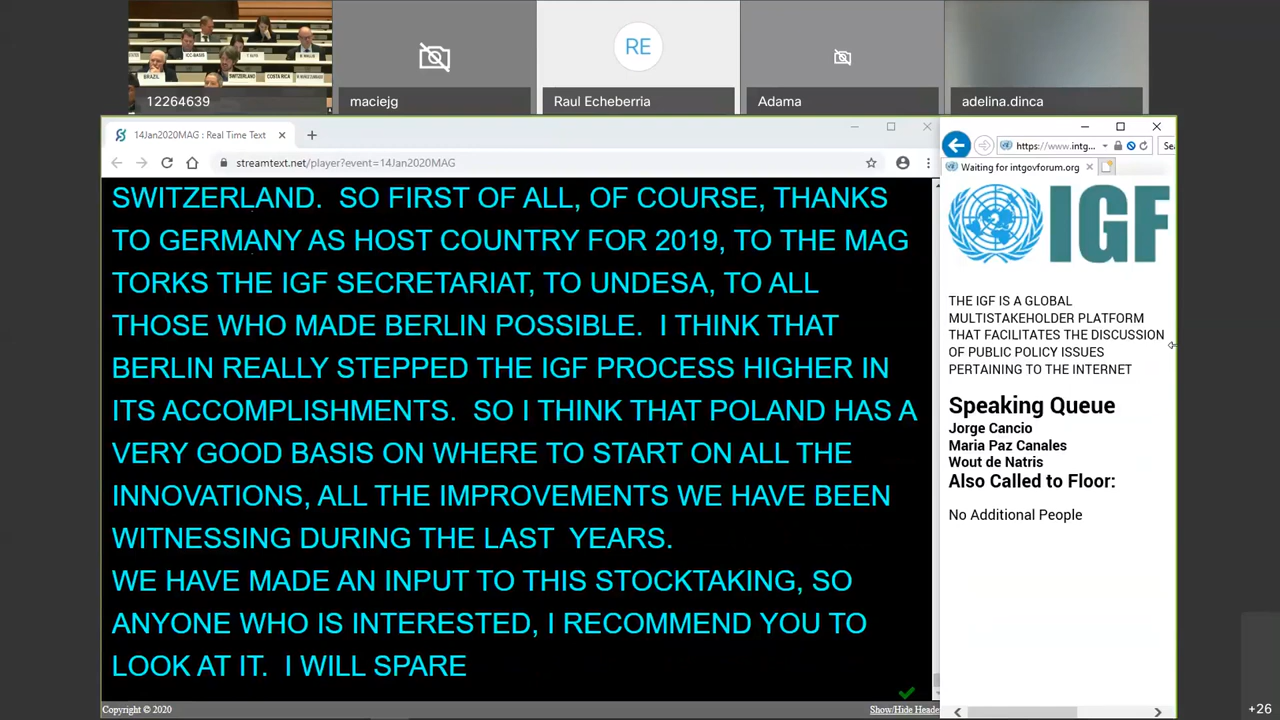 BRAZIL
ICC-BASIS
SWITZERLAND
COSTA RICA
12264639
maciejg
RE
Raul Echeberria
Adama
adelina.dinca
14Jan2020MAG : Real Time Text
streamtext.net/player?event=14Jan2020MAG
SWITZERLAND.  SO FIRST OF ALL, OF COURSE, THANKS
TO GERMANY AS HOST COUNTRY FOR 2019, TO THE MAG
TORKS THE IGF SECRETARIAT, TO UNDESA, TO ALL
THOSE WHO MADE BERLIN POSSIBLE.  I THINK THAT
BERLIN REALLY STEPPED THE IGF PROCESS HIGHER IN
ITS ACCOMPLISHMENTS.  SO I THINK THAT POLAND HAS A
VERY GOOD BASIS ON WHERE TO START ON ALL THE
INNOVATIONS, ALL THE IMPROVEMENTS WE HAVE BEEN
WITNESSING DURING THE LAST  YEARS.
WE HAVE MADE AN INPUT TO THIS STOCKTAKING, SO
ANYONE WHO IS INTERESTED, I RECOMMEND YOU TO
LOOK AT IT.  I WILL SPARE
Copyright © 2020
Show/Hide Heade
https://www.intg...
Sea
Waiting for intgovforum.org
IGF
THE IGF IS A GLOBAL
MULTISTAKEHOLDER PLATFORM
THAT FACILITATES THE DISCUSSION
OF PUBLIC POLICY ISSUES
PERTAINING TO THE INTERNET
Speaking Queue
Jorge Cancio
Maria Paz Canales
Wout de Natris
Also Called to Floor:
No Additional People
+26